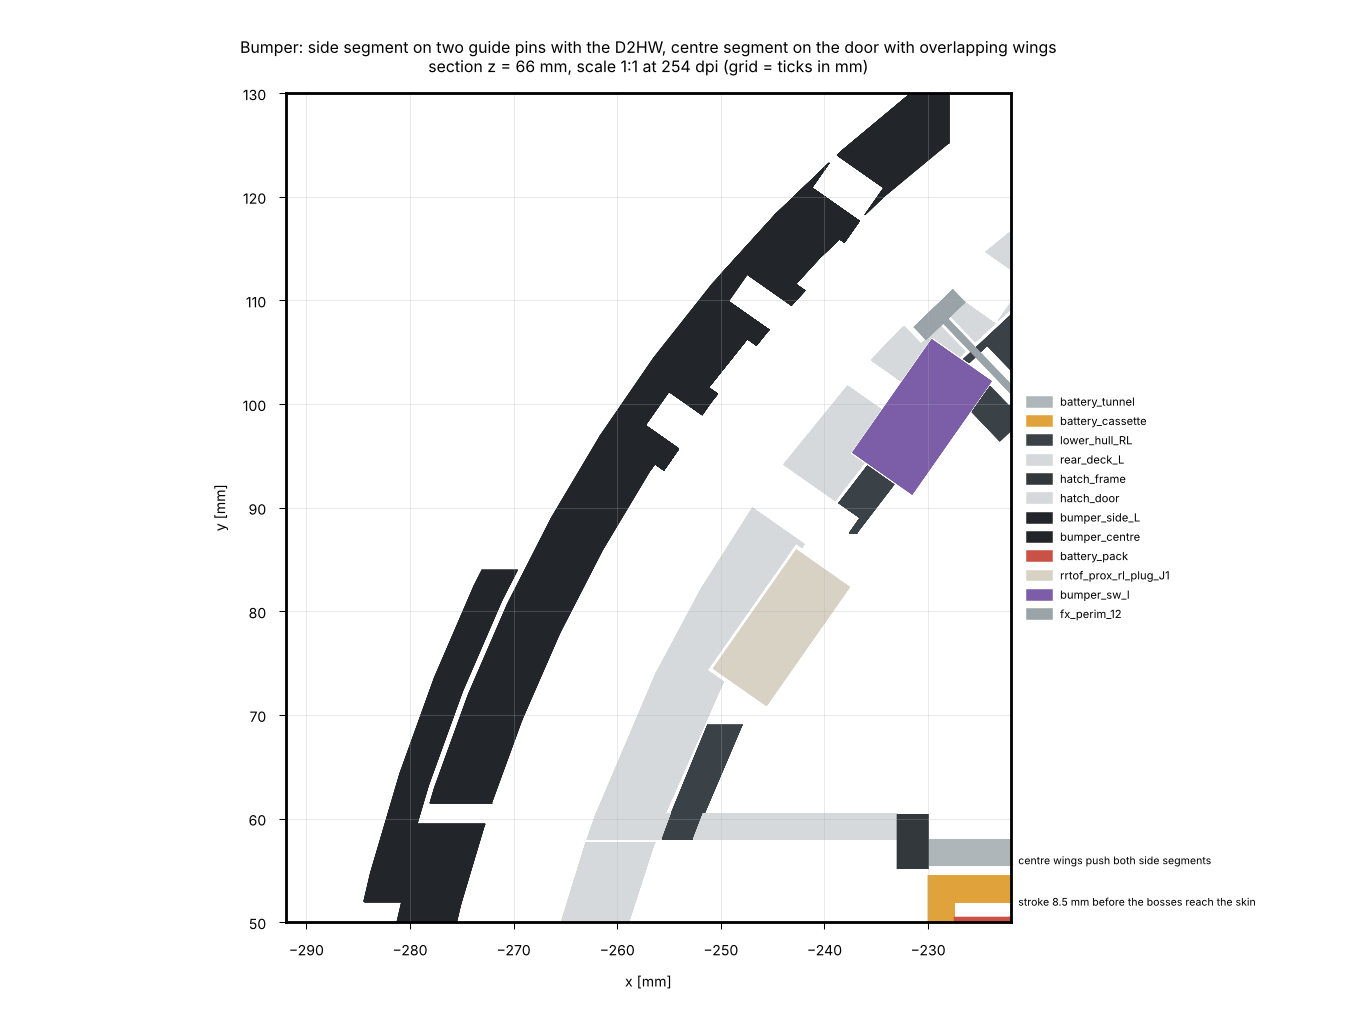 Bumper: side segment on two guide pins with the D2HW, centre segment on the door with overlapping wings
section z = 66 mm, scale 1:1 at 254 dpi (grid = ticks in mm)
130
120
110
100
90
80
70
60
50
y [mm]
−290
−280
−270
−260
−250
−240
−230
x [mm]
battery_tunnel
battery_cassette
lower_hull_RL
rear_deck_L
hatch_frame
hatch_door
bumper_side_L
bumper_centre
battery_pack
rrtof_prox_rl_plug_J1
bumper_sw_l
fx_perim_12
centre wings push both side segments
stroke 8.5 mm before the bosses reach the skin